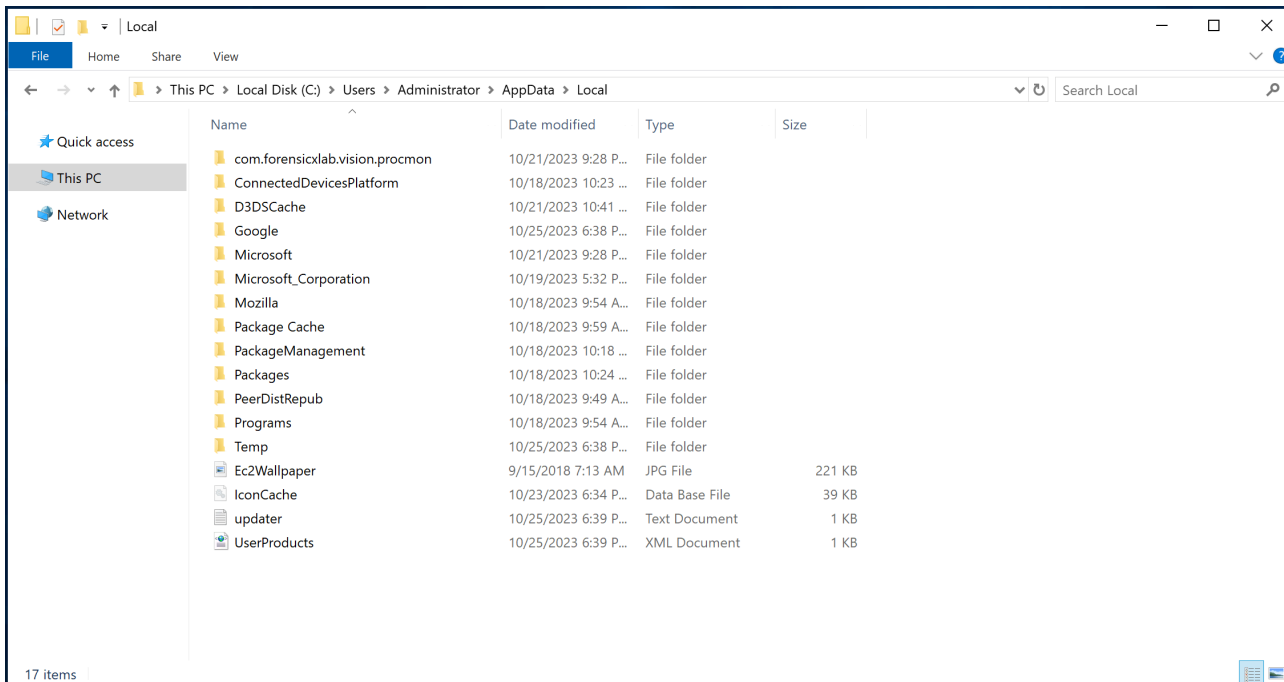 Local
File Home Share View
This PC > Local Disk (C:) > Users > Administrator > AppData > Local
Search Local
Name Date modified Type Size
Quick access
This PC
Network
com.forensicxlab.vision.procmon 10/21/2023 9:28 P... File folder
ConnectedDevicesPlatform 10/18/2023 10:23 ... File folder
D3DSCache 10/21/2023 10:41 ... File folder
Google 10/25/2023 6:38 P... File folder
Microsoft 10/21/2023 9:28 P... File folder
Microsoft_Corporation 10/19/2023 5:32 P... File folder
Mozilla 10/18/2023 9:54 A... File folder
Package Cache 10/18/2023 9:59 A... File folder
PackageManagement 10/18/2023 10:18 ... File folder
Packages 10/18/2023 10:24 ... File folder
PeerDistRepub 10/18/2023 9:49 A... File folder
Programs 10/18/2023 9:54 A... File folder
Temp 10/25/2023 6:38 P... File folder
Ec2Wallpaper 9/15/2018 7:13 AM JPG File 221 KB
IconCache 10/23/2023 6:34 P... Data Base File 39 KB
updater 10/25/2023 6:39 P... Text Document 1 KB
UserProducts 10/25/2023 6:39 P... XML Document 1 KB
17 items